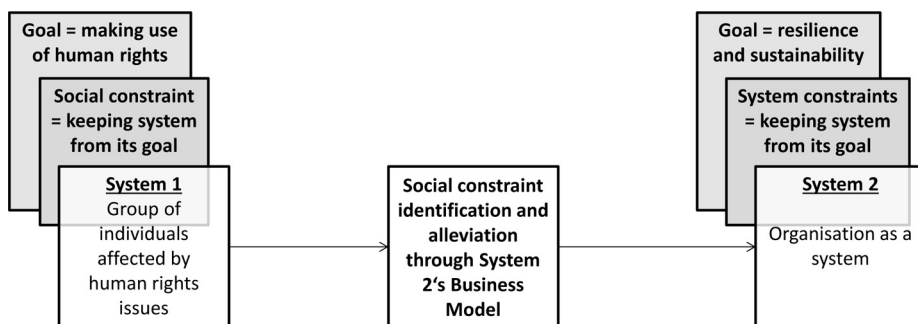 Goal = making use
of human rights
Social constraint
= keeping system
from its goal
System 1
Group of
individuals
affected by
human rights
issues
Social constraint
identification and
alleviation through
System
2‘s Business
Model
Goal = resilience
and sustainability
System constraints
= keeping system
from its goal
System 2
Organisation as a
system